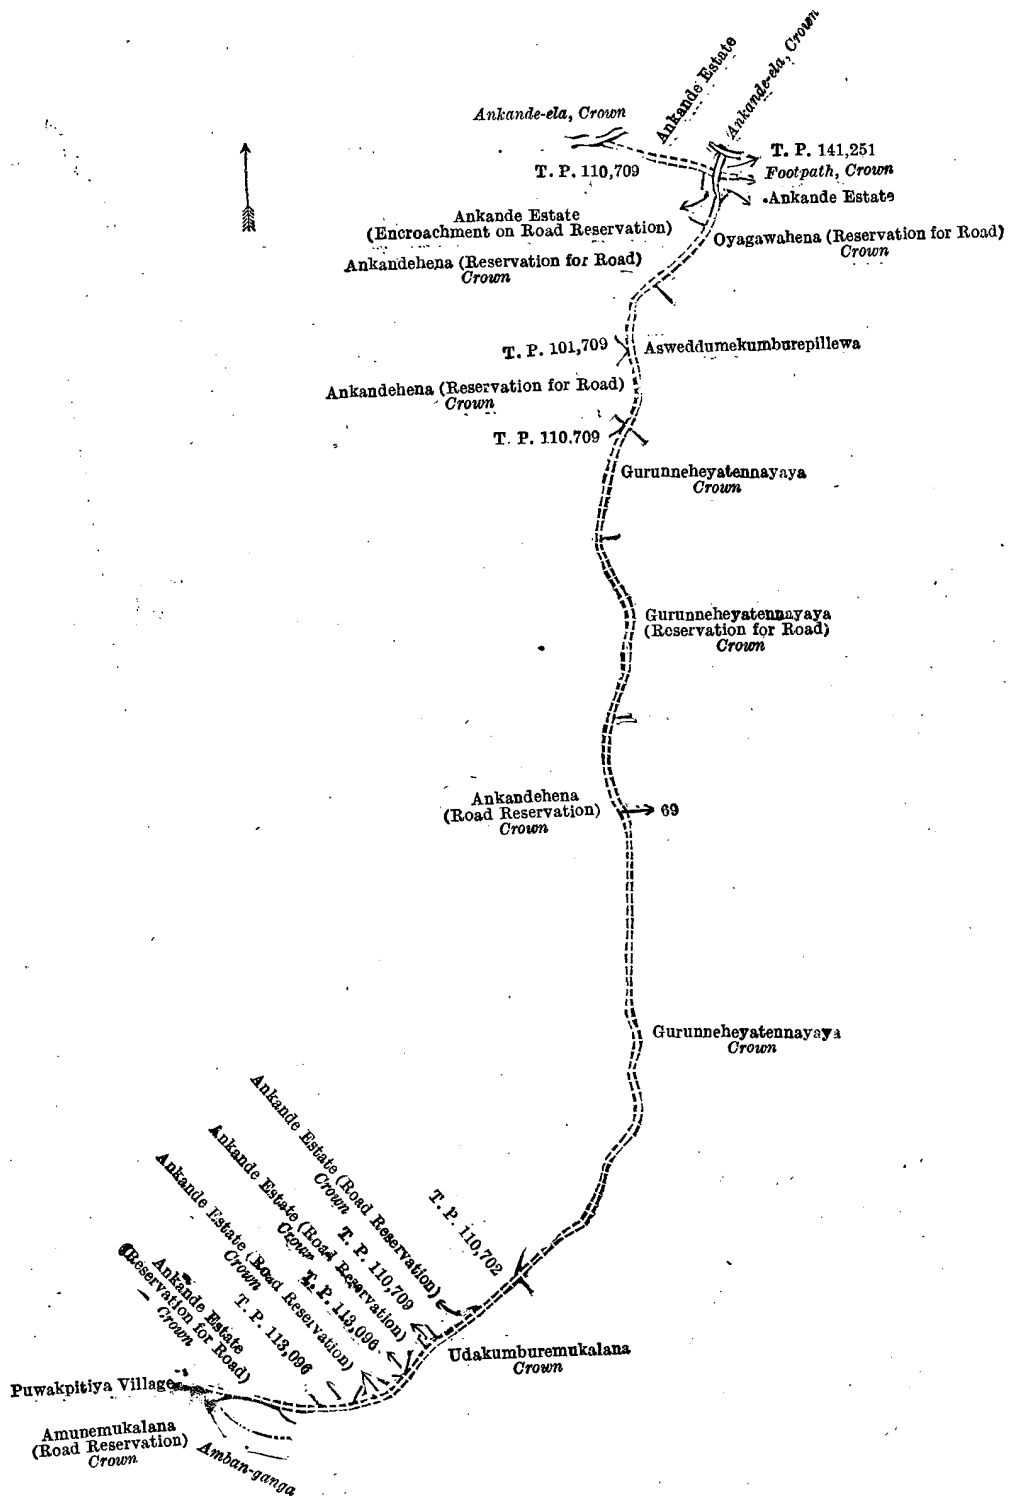 Ankande-ela, Crown
Ankande Estate
Ankande-ela, Crown
T. P. 110,709
T. P. 141,251
Footpath, Crown
Ankande Estate
Ankande Estate
(Encroachment on Road Reservation)
Oyagawahena (Reservation for Road)
Crown
Ankandehena (Reservation for Road)
Crown
T. P. 101,709
Asweddumekumburepillewa
Ankandehena (Reservation for Road)
Crown
T. P. 110.709
Gurunneheyatennayaya
Crown
Gurunneheyatennayaya
(Reservation for Road)
Crown
Ankandehena
(Road Reservation)
Crown
69
Gurunneheyatennayaya
Crown
T. P. 110,702
Ankande Estate (Road Reservation)
Crown
T. P. 110,709
Ankande Estate (Road Reservation)
Crown
T. P. 113,096
Ankande Estate (Road Reservation)
Crown
T. P. 113,096
Ankande Estate
(Reservation for Road)
Crown
Udakumburemukalana
Crown
Puwakpitiya Village
Amunemukalana
(Road Reservation)
Crown
Amban-ganga